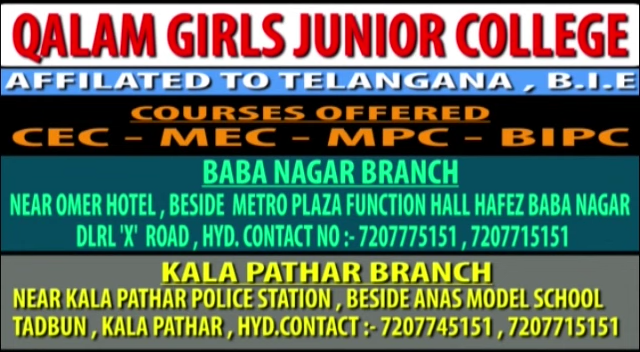 QALAM GIRLS JUNIOR COLLEGE
AFFILATED TO TELANGANA , B.I.E
COURSES OFFERED
CEC - MEC - MPC - BIPC
BABA NAGAR BRANCH
NEAR OMER HOTEL , BESIDE METRO PLAZA FUNCTION HALL HAFEZ BABA NAGAR
DLRL 'X' ROAD , HYD. CONTACT NO :- 7207775151 , 7207715151
KALA PATHAR BRANCH
NEAR KALA PATHAR POLICE STATION , BESIDE ANAS MODEL SCHOOL
TADBUN , KALA PATHAR , HYD.CONTACT :- 7207745151 , 7207715151